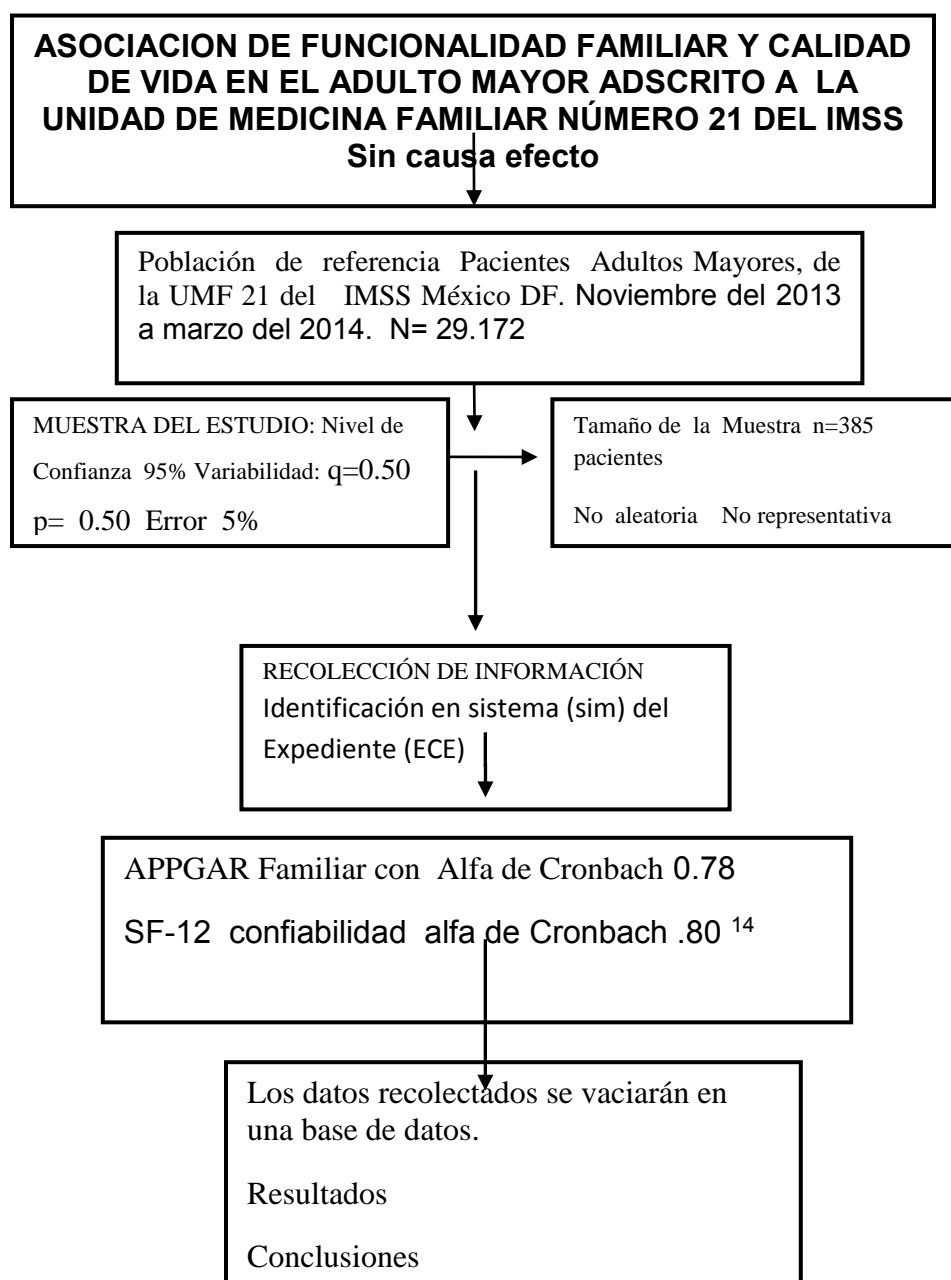 ASOCIACION DE FUNCIONALIDAD FAMILIAR Y CALIDAD
DE VIDA EN EL ADULTO MAYOR ADSCRITO A LA
UNIDAD DE MEDICINA FAMILIAR NÚMERO 21 DEL IMSS
Sin causa efecto
Población de referencia Pacientes Adultos Mayores, de
la UMF 21 del IMSS México DF. Noviembre del 2013
a marzo del 2014. N= 29.172
MUESTRA DEL ESTUDIO: Nivel de
Confianza 95% Variabilidad: q=0.50
p= 0.50 Error 5%
Tamaño de la Muestra n=385
pacientes
No aleatoria No representativa
RECOLECCIÓN DE INFORMACIÓN
Identificación en sistema (sim) del
Expediente (ECE)
APPGAR Familiar con Alfa de Cronbach 0.78
SF-12 confiabilidad alfa de Cronbach .80 14
Los datos recolectados se vaciarán en
una base de datos.
Resultados
Conclusiones